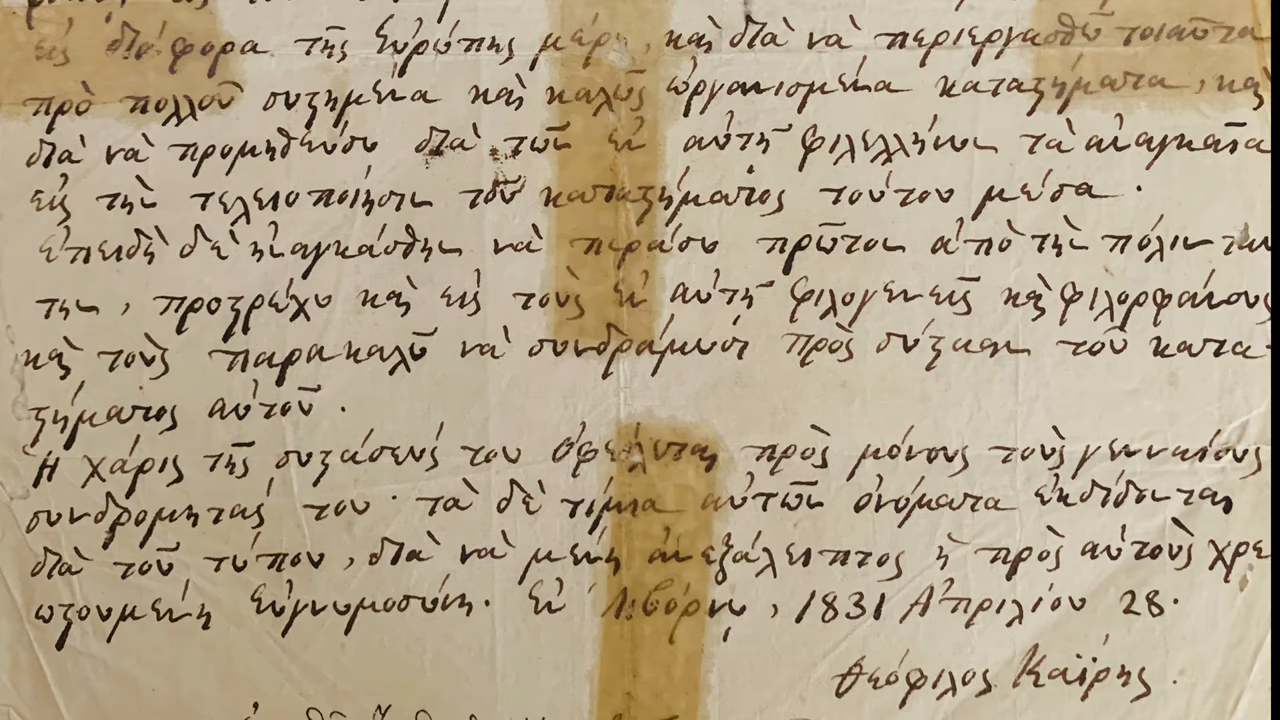 εἰς διάφορα τῆς Εὐρώπης μέρη, καὶ διὰ νὰ περιεργασθῶ τοιαῦτα
πρὸ πολλοῦ συστημένα καὶ καλῶς ὠργανισμένα καταστήματα, καὶ
διὰ νὰ προμηθεύσω διὰ τῶν ἐν αὐτῇ φιλελλήνων τὰ ἀναγκαῖα
εἰς τὴν τελειοποίησιν τοῦ καταστήματος τούτου μέσα.
ἐπειδὴ δὲ ἠναγκάσθην νὰ περάσω πρῶτον ἀπὸ τὴν πόλιν ταύ
την, προστρέχω καὶ εἰς τοὺς ἐν αὐτῇ φιλογενεῖς καὶ φιλορφάνους
καὶ τοὺς παρακαλῶ νὰ συνδράμωσι πρὸς σύστασιν τοῦ κατα-
στήματος αὐτοῦ.
Ἡ χάρις τῆς συστάσεώς του ὀφείλεται πρὸς μόνους τοὺς γενναίους
συνδρομητάς του· τὰ δὲ τίμια αὐτῶν ὀνόματα ἐκδίδονται
διὰ τοῦ τύπου, διὰ νὰ μένῃ ἀνεξάλειπτος ἡ πρὸς αὐτοὺς χρε
ωστουμένη Εὐγνωμοσύνη. Ἐν Λιβόρνῳ, 1831 Ἀπριλίου 28.
Θεόφιλος Καΐρης.